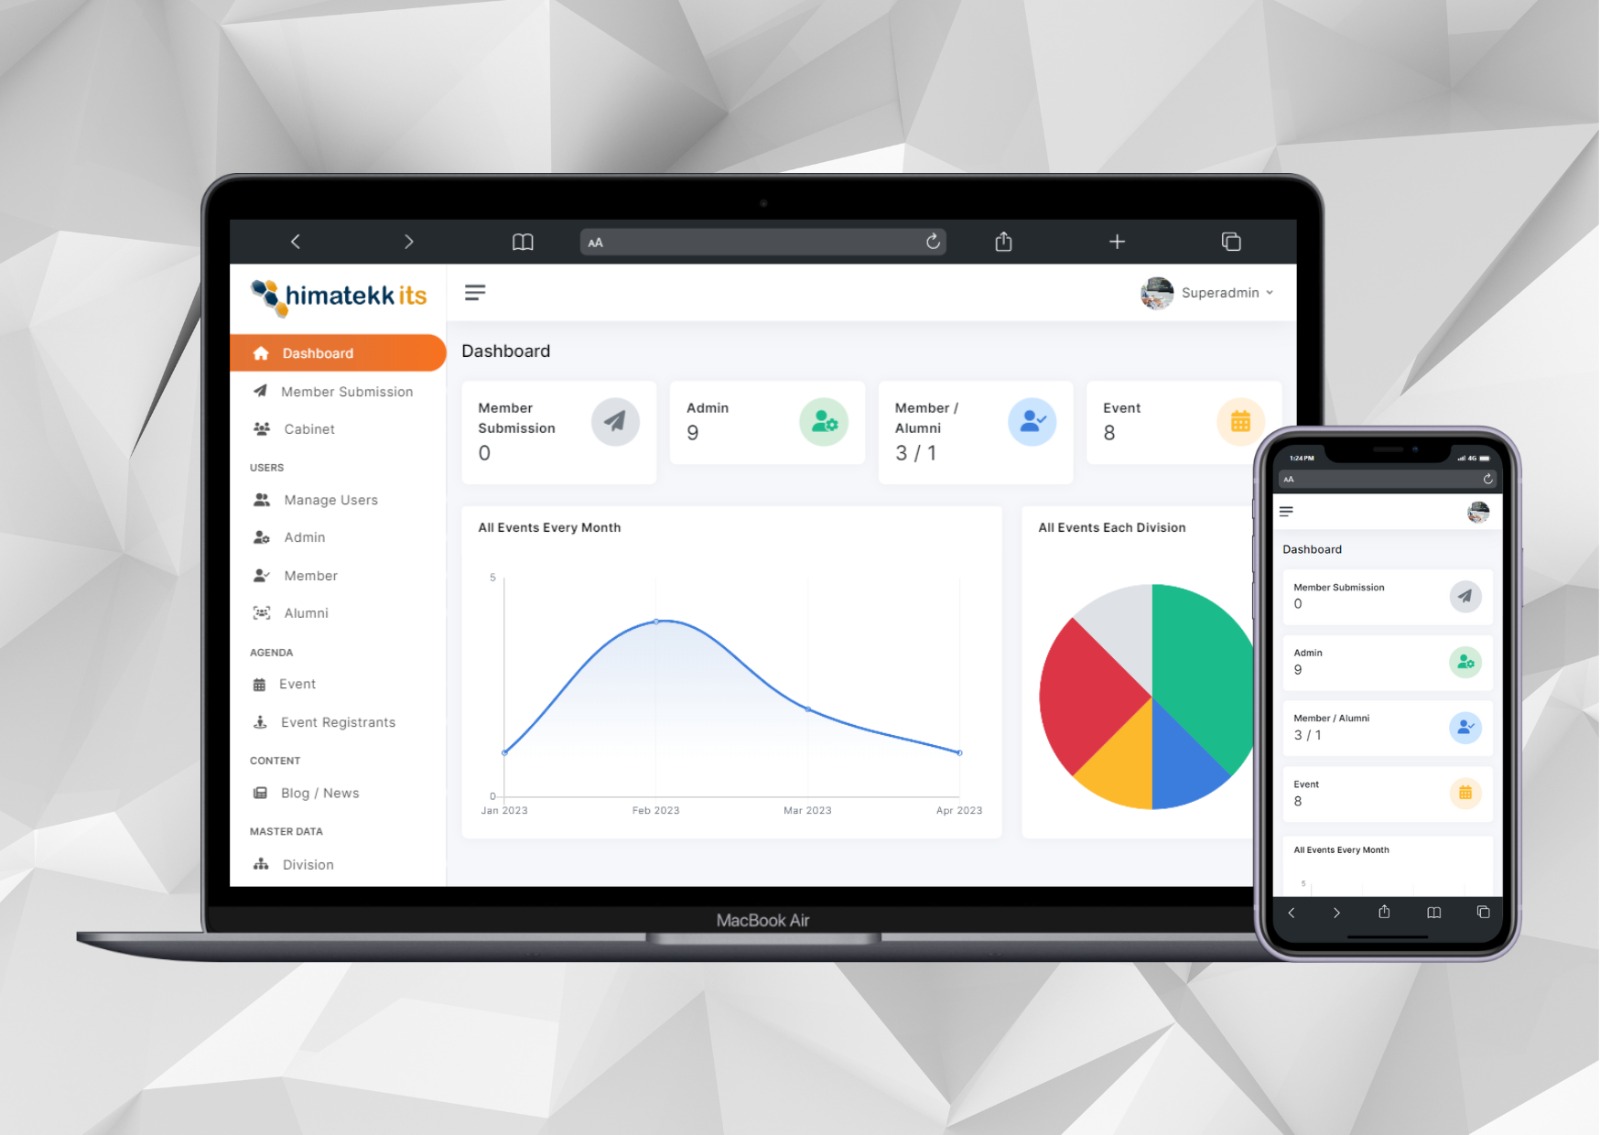 AA
himatekk its
Superadmin
Dashboard
Member Submission
Cabinet
USERS
Manage Users
Admin
Member
Alumni
AGENDA
Event
Event Registrants
CONTENT
Blog / News
MASTER DATA
Division
Dashboard
Member
Submission
0
Admin
9
Member /
Alumni
3 / 1
Event
8
All Events Every Month
5
0
Jan 2023
Feb 2023
Mar 2023
Apr 2023
All Events Each Division
MacBook Air
1:24 PM
4G
AA
Dashboard
Member Submission
0
Admin
9
Member / Alumni
3 / 1
Event
8
All Events Every Month
5